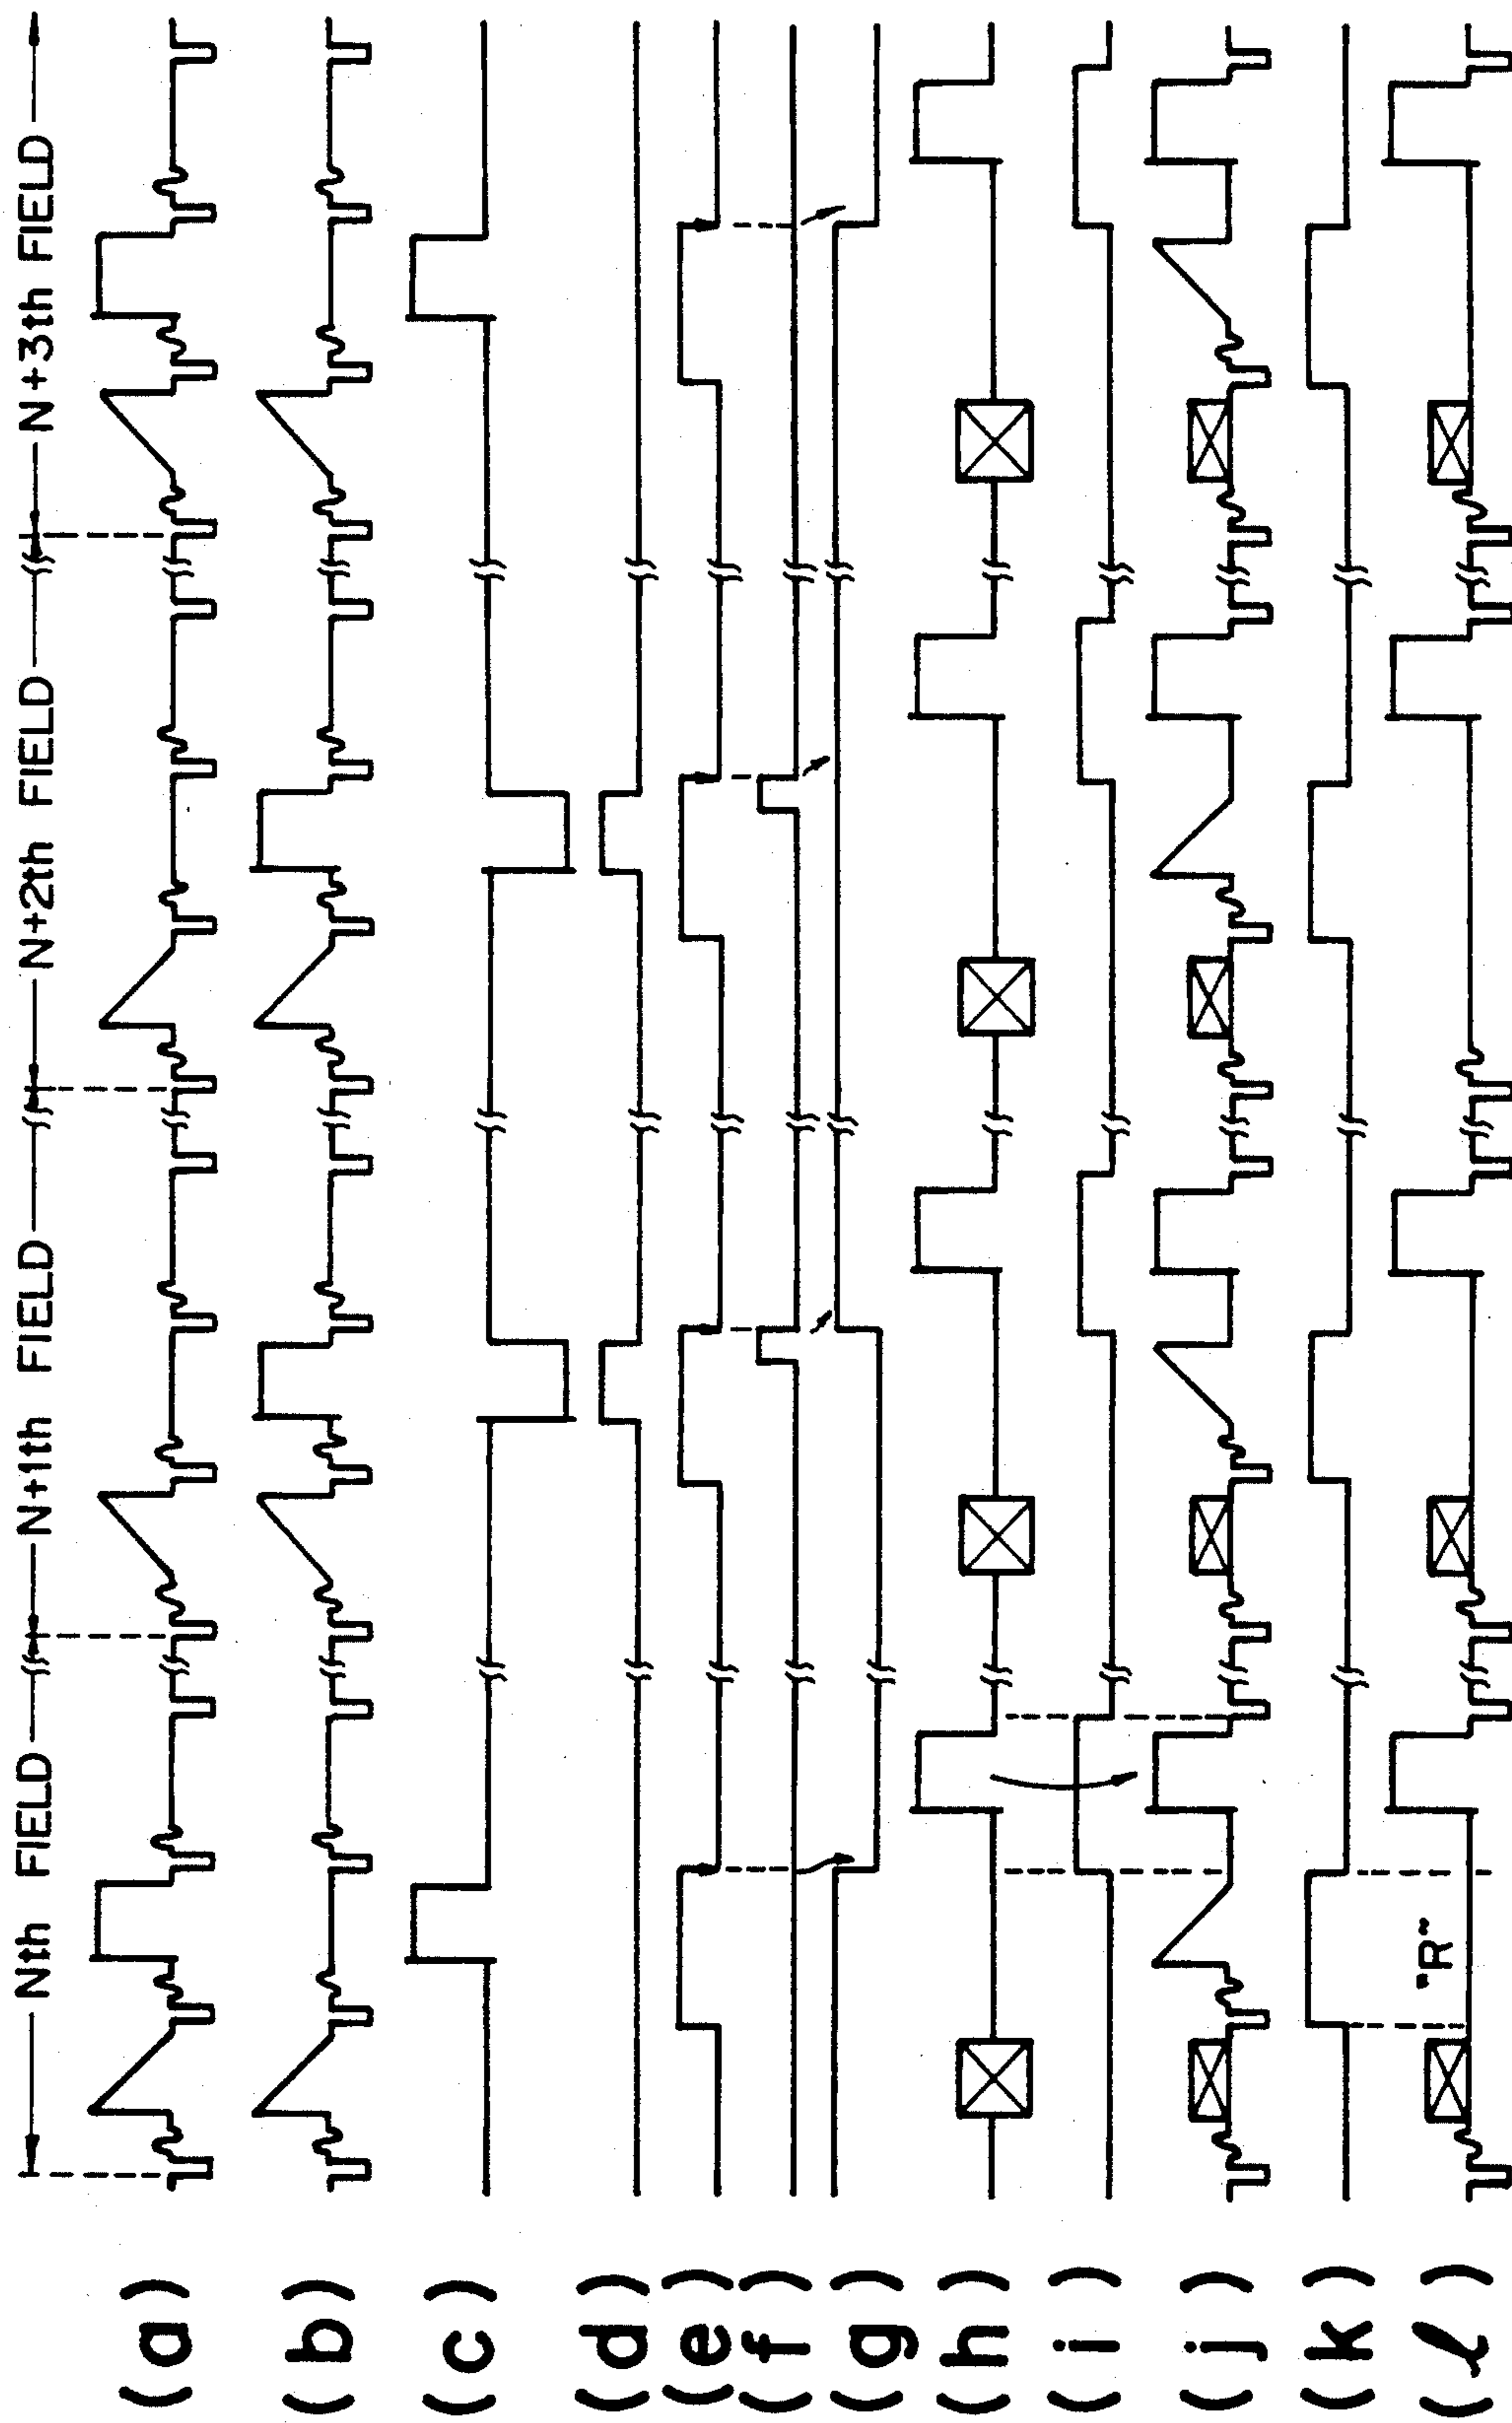 Nth FIELD N+1th FIELD N+2th FIELD N+3th FIELD
(a)
(b)
(c)
(d)
(e)
(f)
(g)
(h)
(i)
(j)
(k)
(ℓ)
"R"